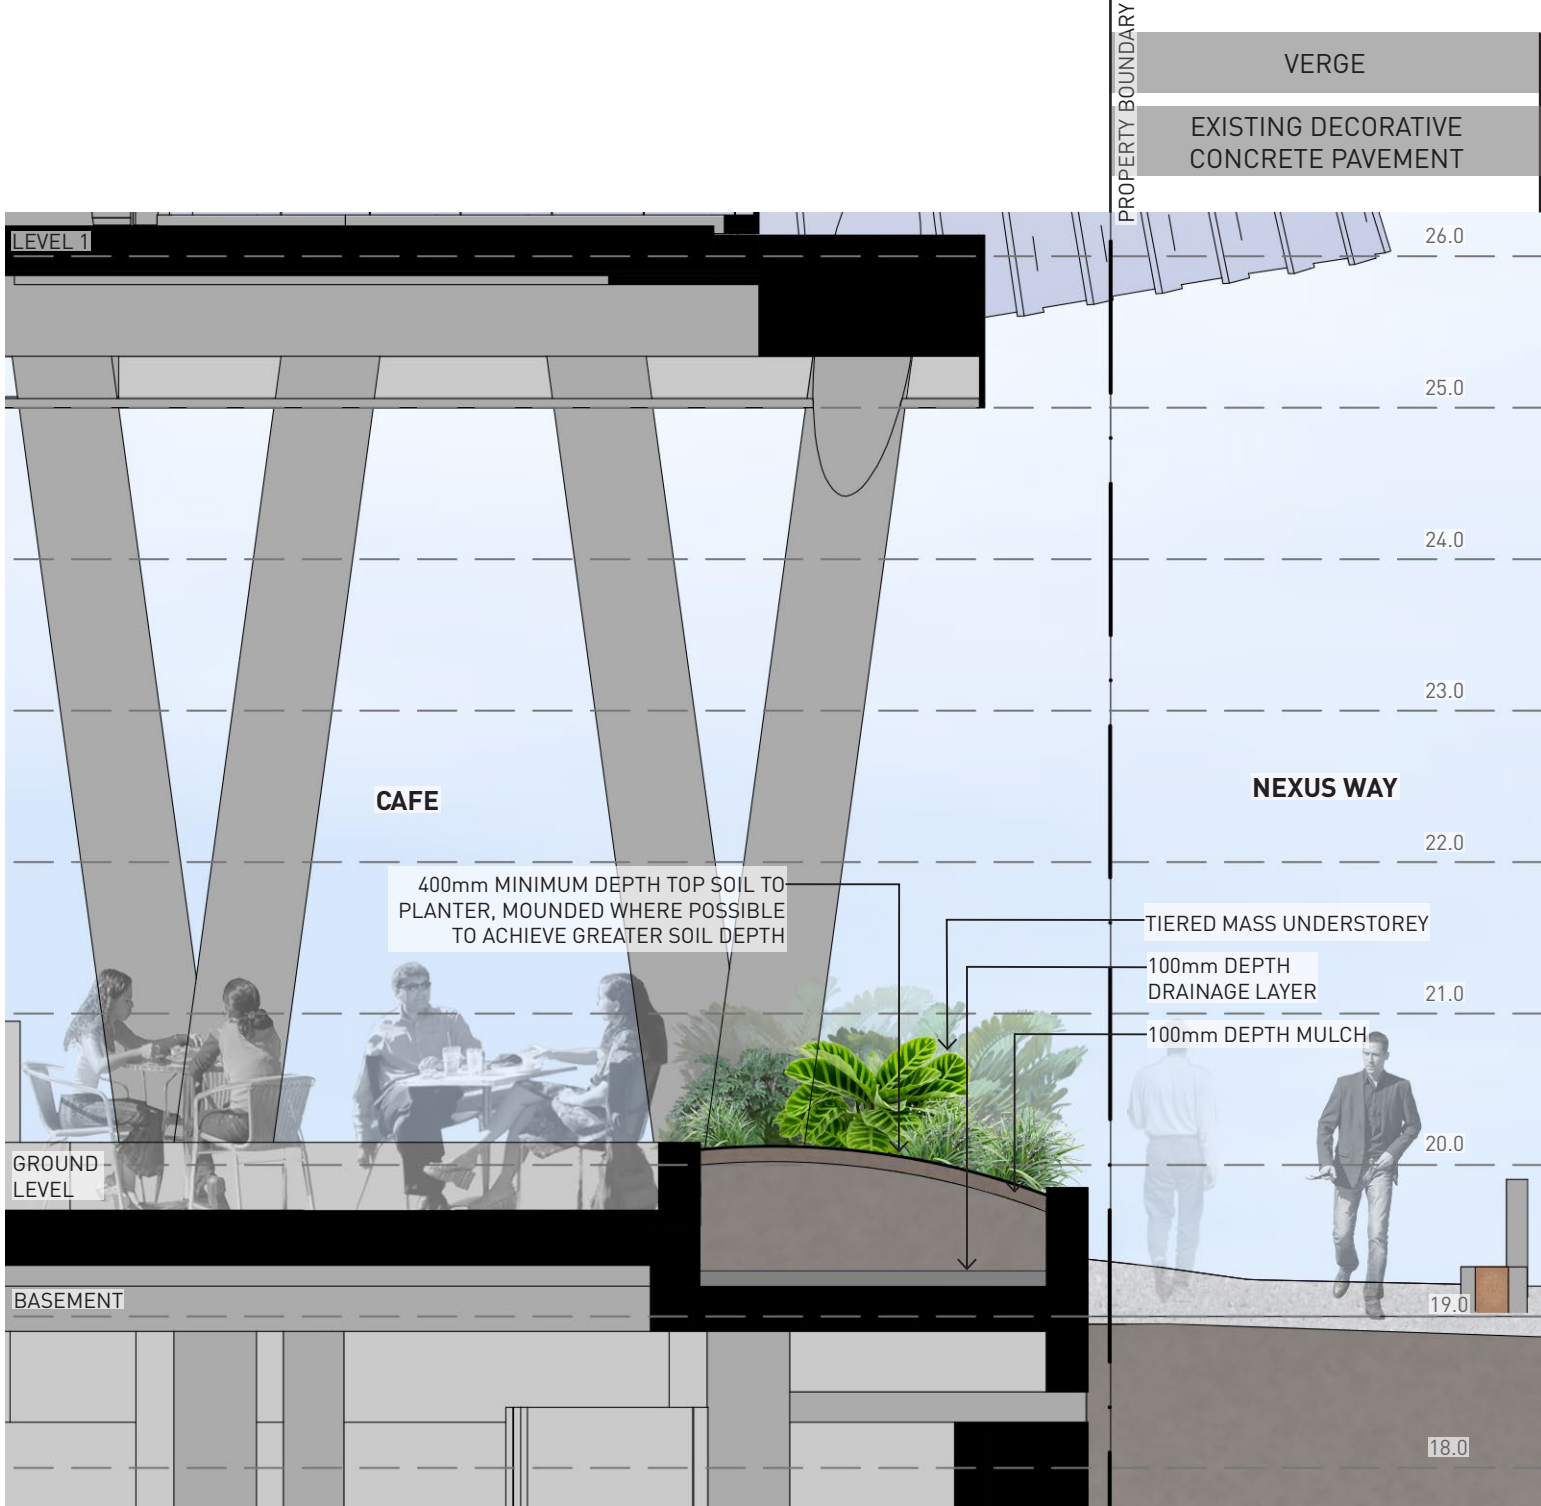 PROPERTY BOUNDARY
VERGE
EXISTING DECORATIVE
CONCRETE PAVEMENT
LEVEL 1
26.0
25.0
24.0
23.0
CAFE
NEXUS WAY
22.0
400mm MINIMUM DEPTH TOP SOIL TO
PLANTER, MOUNDED WHERE POSSIBLE
TO ACHIEVE GREATER SOIL DEPTH
TIERED MASS UNDERSTOREY
100mm DEPTH
DRAINAGE LAYER
21.0
100mm DEPTH MULCH
20.0
GROUND
LEVEL
BASEMENT
19.0
18.0